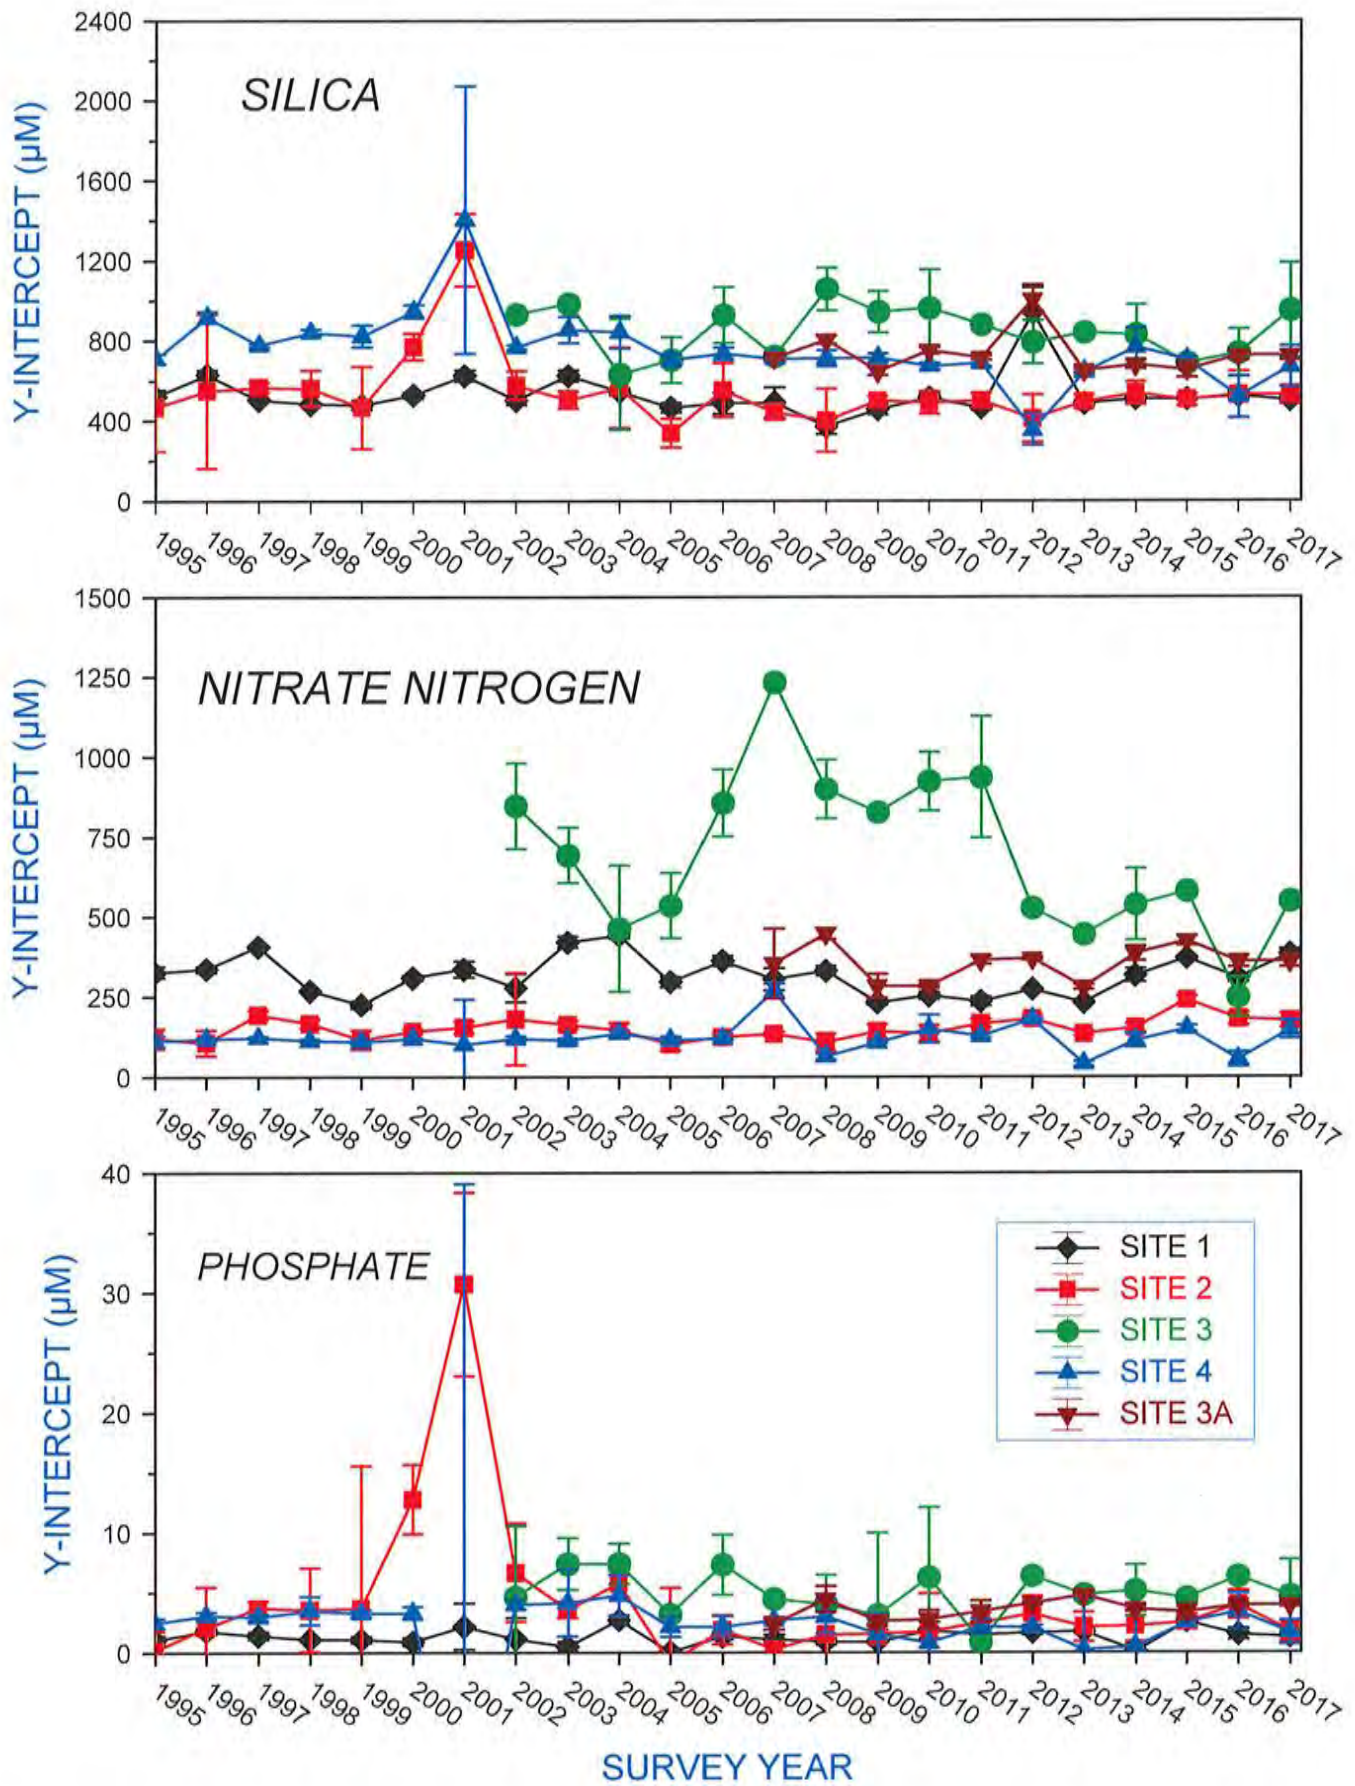 SILICA
Y-INTERCEPT (µM)
2400
2000
1600
1200
800
400
0
1995 1996 1997 1998 1999 2000 2001 2002 2003 2004 2005 2006 2007 2008 2009 2010 2011 2012 2013 2014 2015 2016 2017
NITRATE NITROGEN
Y-INTERCEPT (µM)
1500
1250
1000
750
500
250
0
1995 1996 1997 1998 1999 2000 2001 2002 2003 2004 2005 2006 2007 2008 2009 2010 2011 2012 2013 2014 2015 2016 2017
PHOSPHATE
Y-INTERCEPT (µM)
40
30
20
10
0
SITE 1
SITE 2
SITE 3
SITE 4
SITE 3A
1995 1996 1997 1998 1999 2000 2001 2002 2003 2004 2005 2006 2007 2008 2009 2010 2011 2012 2013 2014 2015 2016 2017
SURVEY YEAR